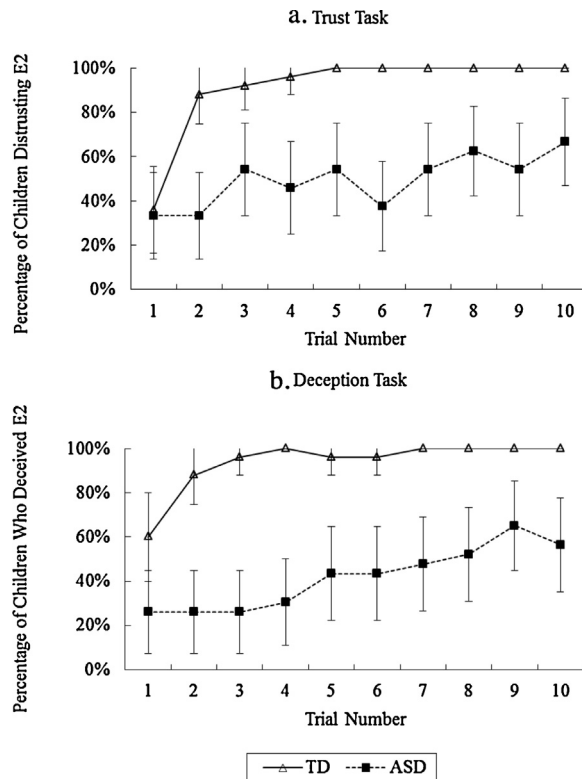 a. Trust Task
Percentage of Children Distrusting E2
100%
80%
60%
40%
20%
0%
1 2 3 4 5 6 7 8 9 10
Trial Number
b. Deception Task
Percentage of Children Who Deceived E2
100%
80%
60%
40%
20%
0%
1 2 3 4 5 6 7 8 9 10
Trial Number
TD ASD